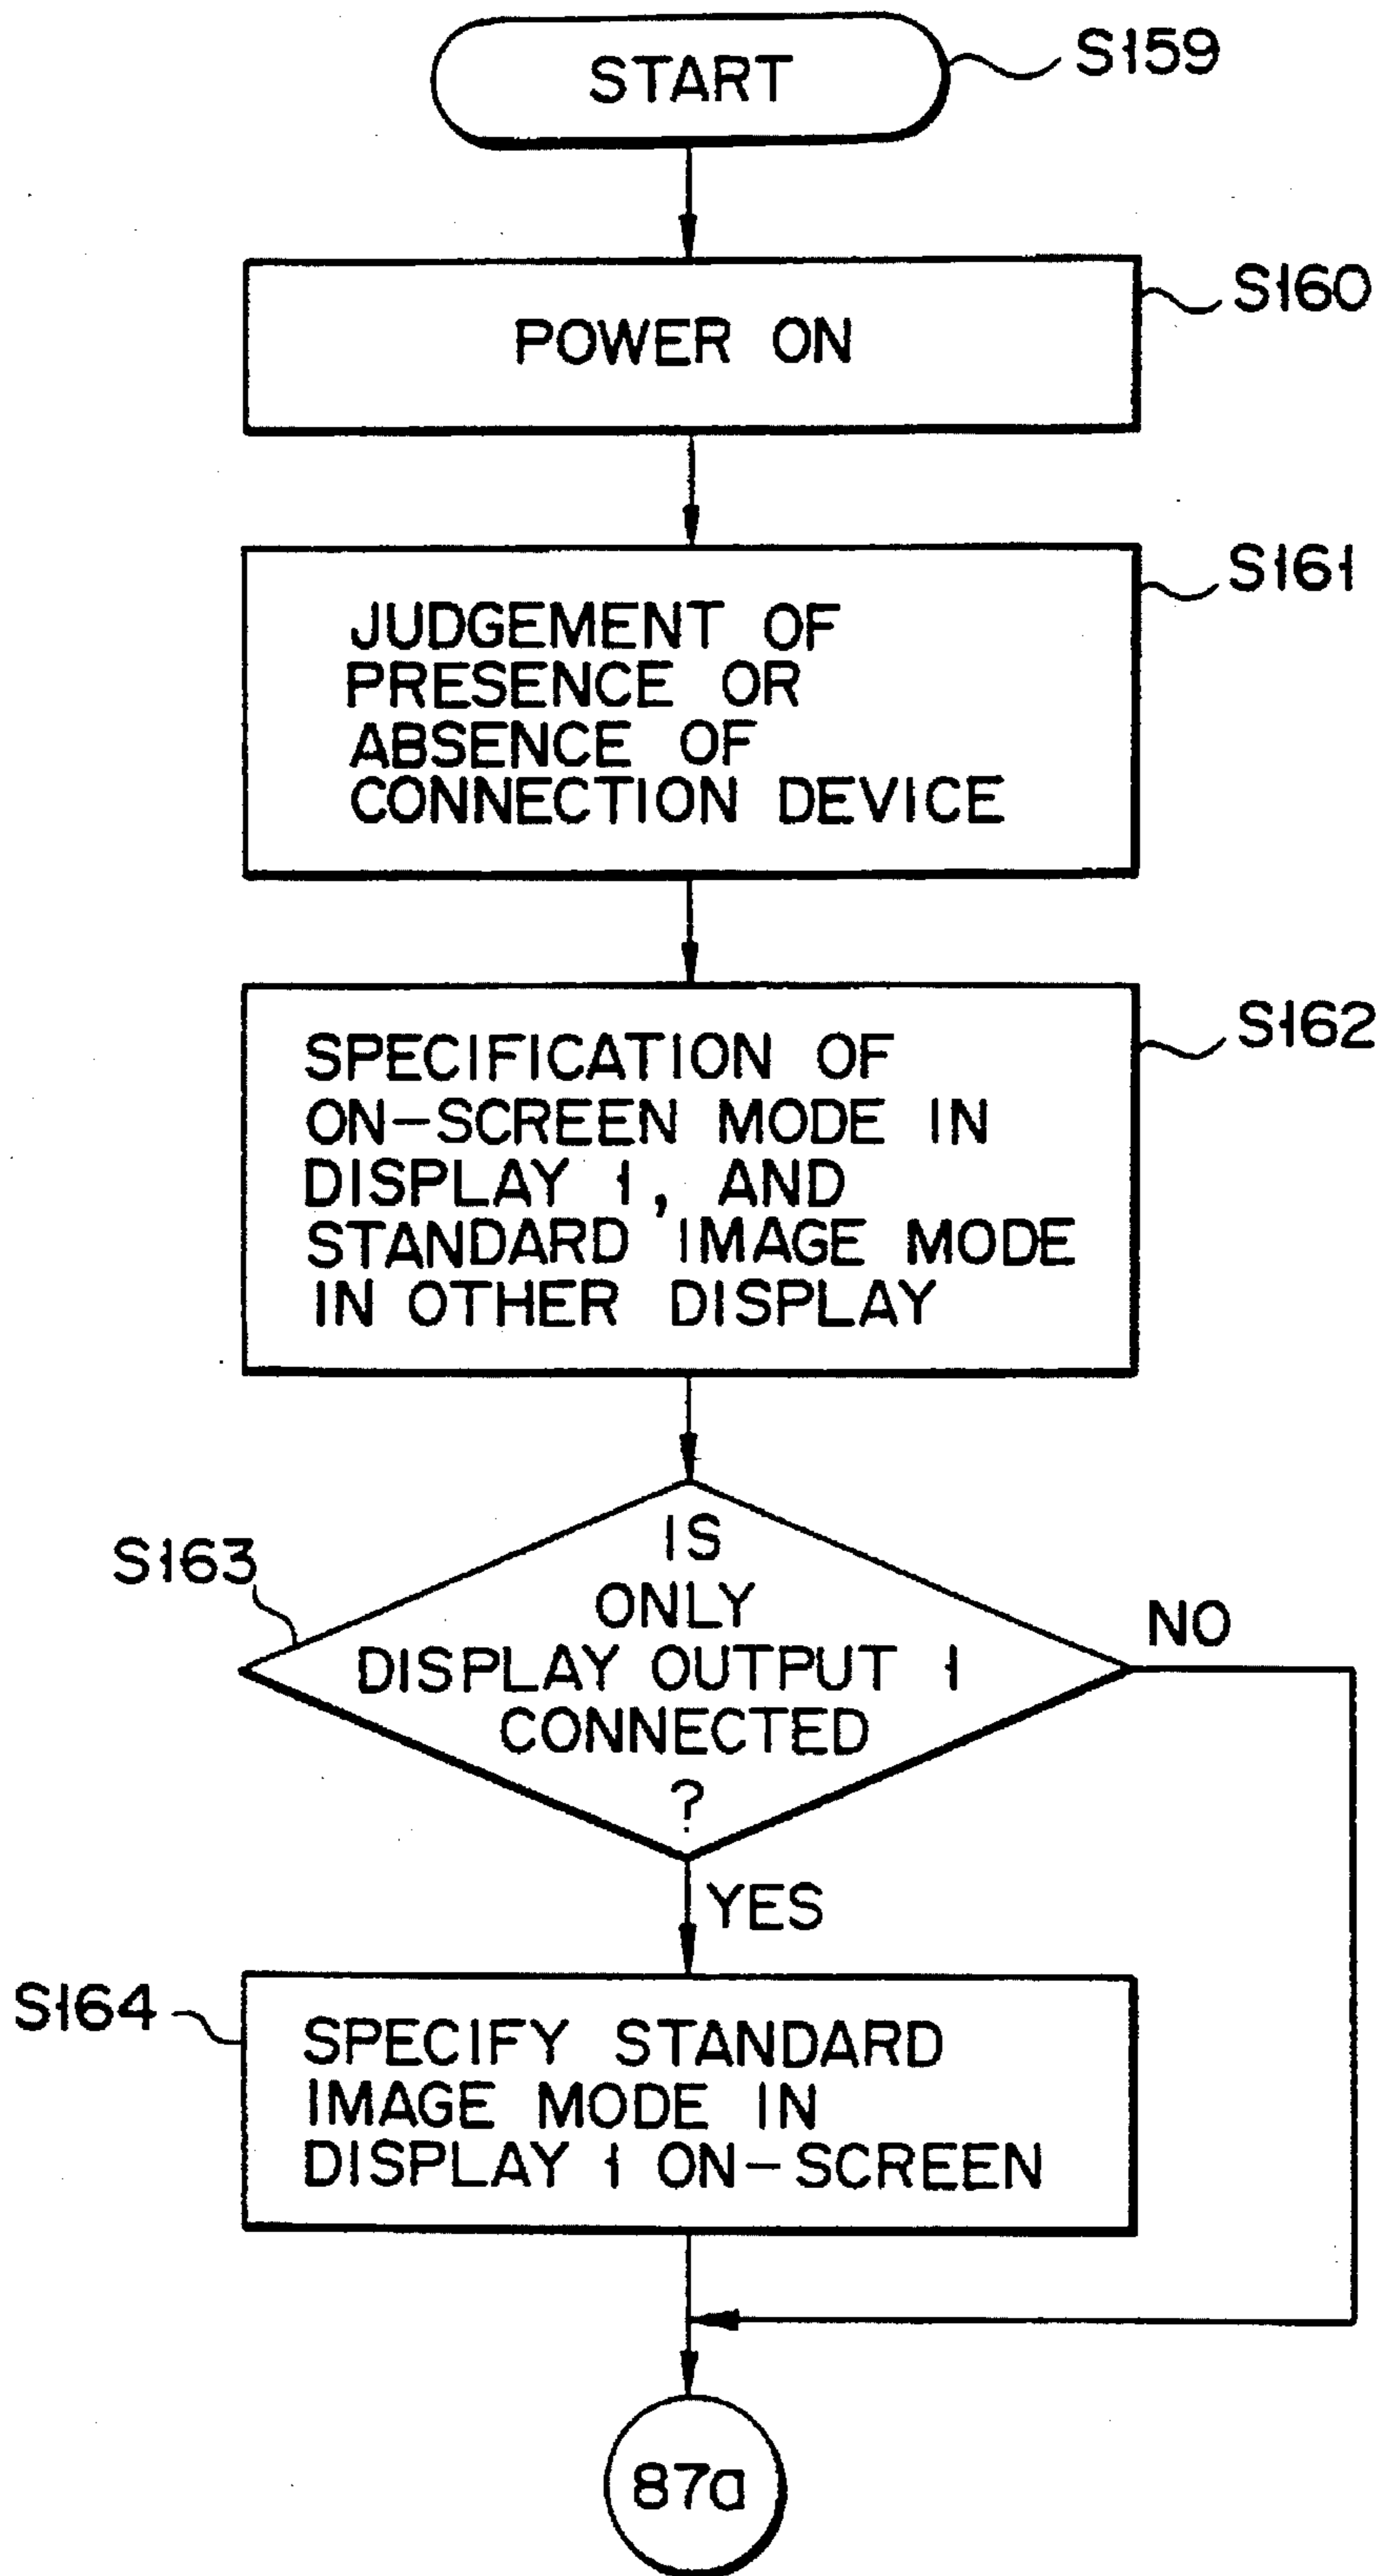 START
S159
POWER ON
S160
JUDGEMENT OF
PRESENCE OR
ABSENCE OF
CONNECTION DEVICE
S161
SPECIFICATION OF
ON-SCREEN MODE IN
DISPLAY 1, AND
STANDARD IMAGE MODE
IN OTHER DISPLAY
S162
S163
IS
ONLY
DISPLAY OUTPUT 1
CONNECTED
?
NO
YES
S164
SPECIFY STANDARD
IMAGE MODE IN
DISPLAY 1 ON-SCREEN
87a